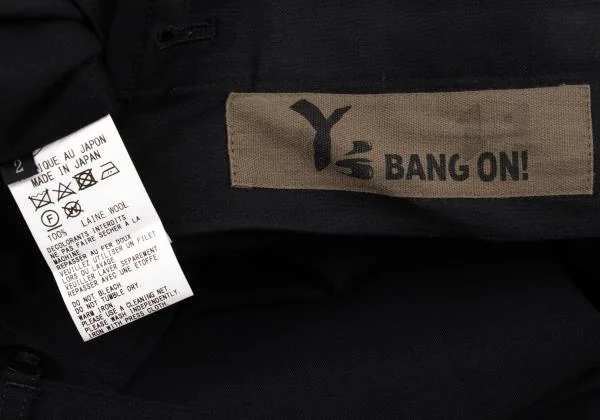 2
IQUE AU JAPON
MADE IN JAPAN
F
100% LAINE WOOL
DECOLORANTS INTERDITS
NE PAS FAIRE SECHER A LA
MACHINE
REPASSER AU FER DOUX
VEUILLEZ UTILISER UN FILET
LORS DU LAVAGE
VEUILLER LAVER SEPAREMENT
REPASSER AVEC UNE ETOFFE
DO NOT BLEACH.
DO NOT TUMBLE DRY.
WARM IRON.
PLEASE USE A CLEANING NET.
PLEASE WASH INDEPENDENTLY.
IRON WITH PRESS CLOTH.
Y's BANG ON!